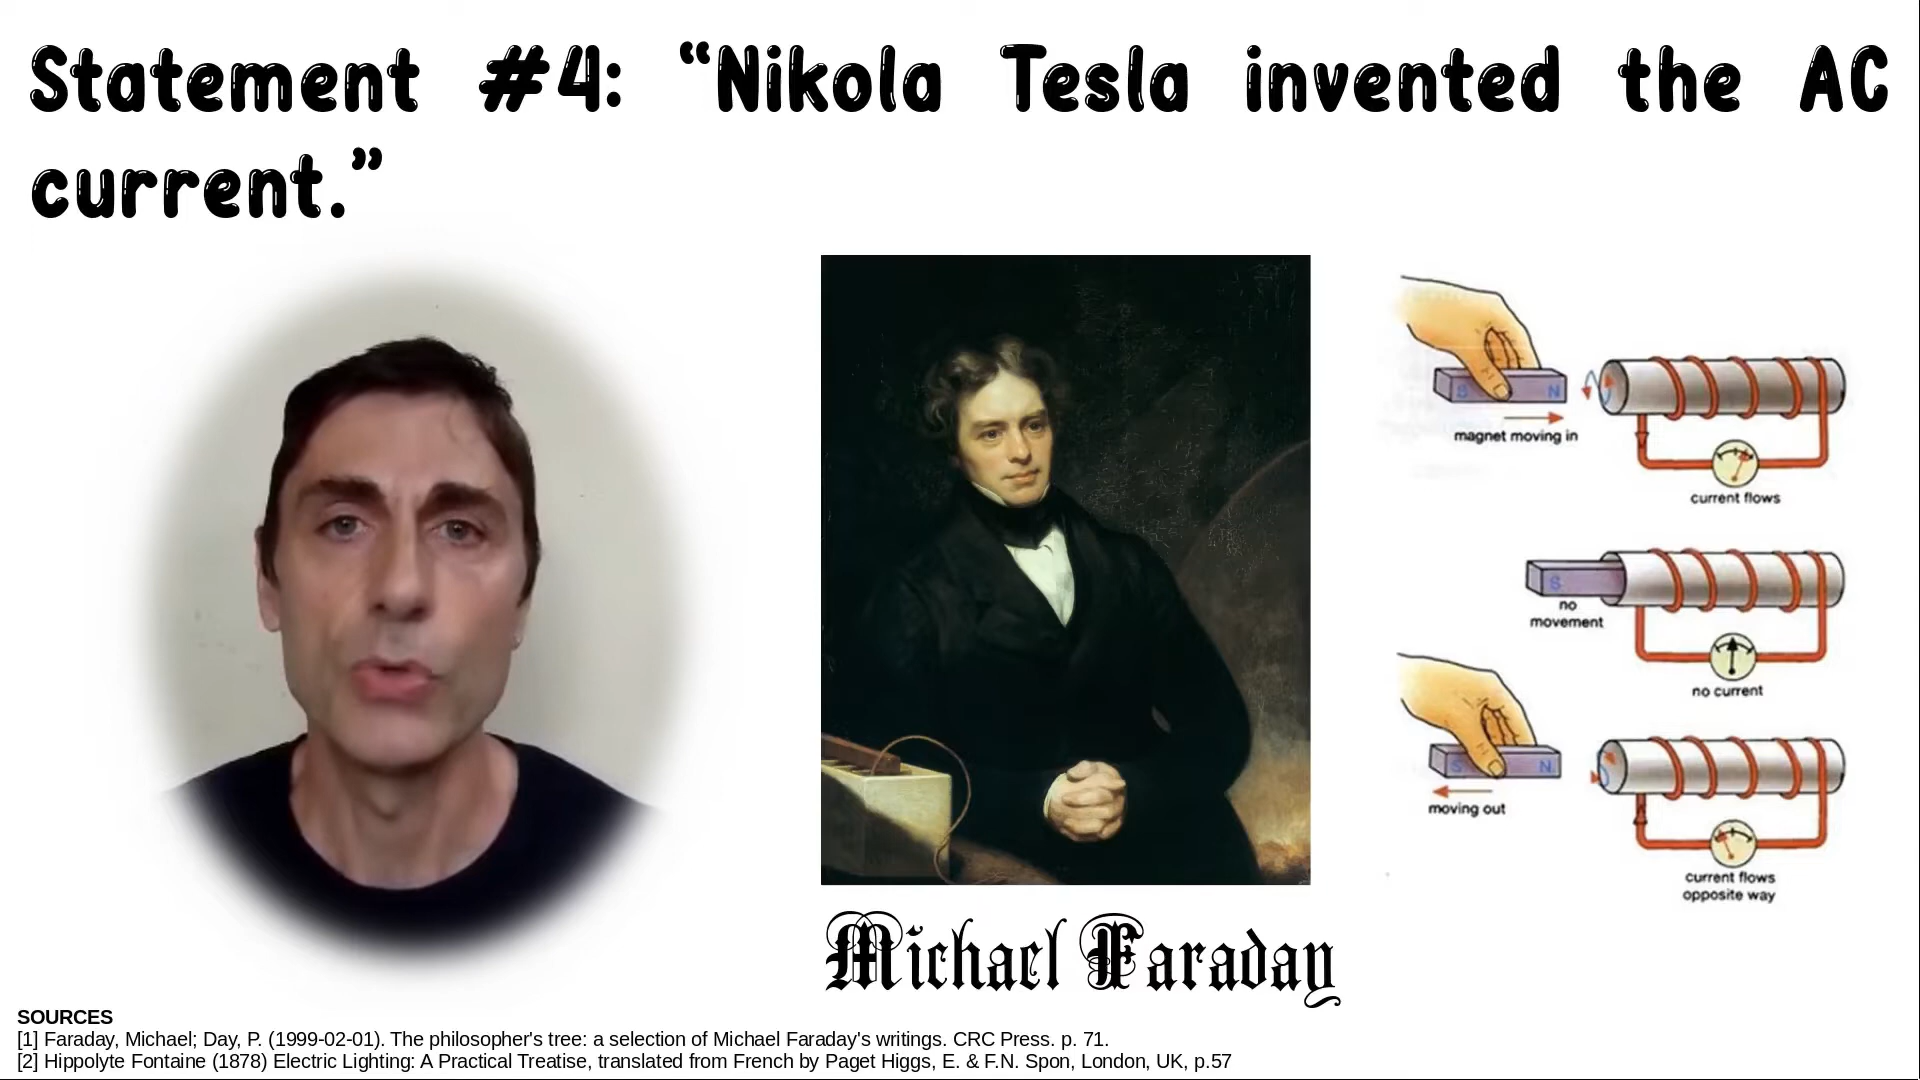 Statement #4: “Nikola Tesla invented the AC
current.”
S N
magnet moving in
current flows
S
no
movement
no current
S N
moving out
current flows
opposite way
Michael Faraday
SOURCES
[1] Faraday, Michael; Day, P. (1999-02-01). The philosopher's tree: a selection of Michael Faraday's writings. CRC Press. p. 71.
[2] Hippolyte Fontaine (1878) Electric Lighting: A Practical Treatise, translated from French by Paget Higgs, E. & F.N. Spon, London, UK, p.57